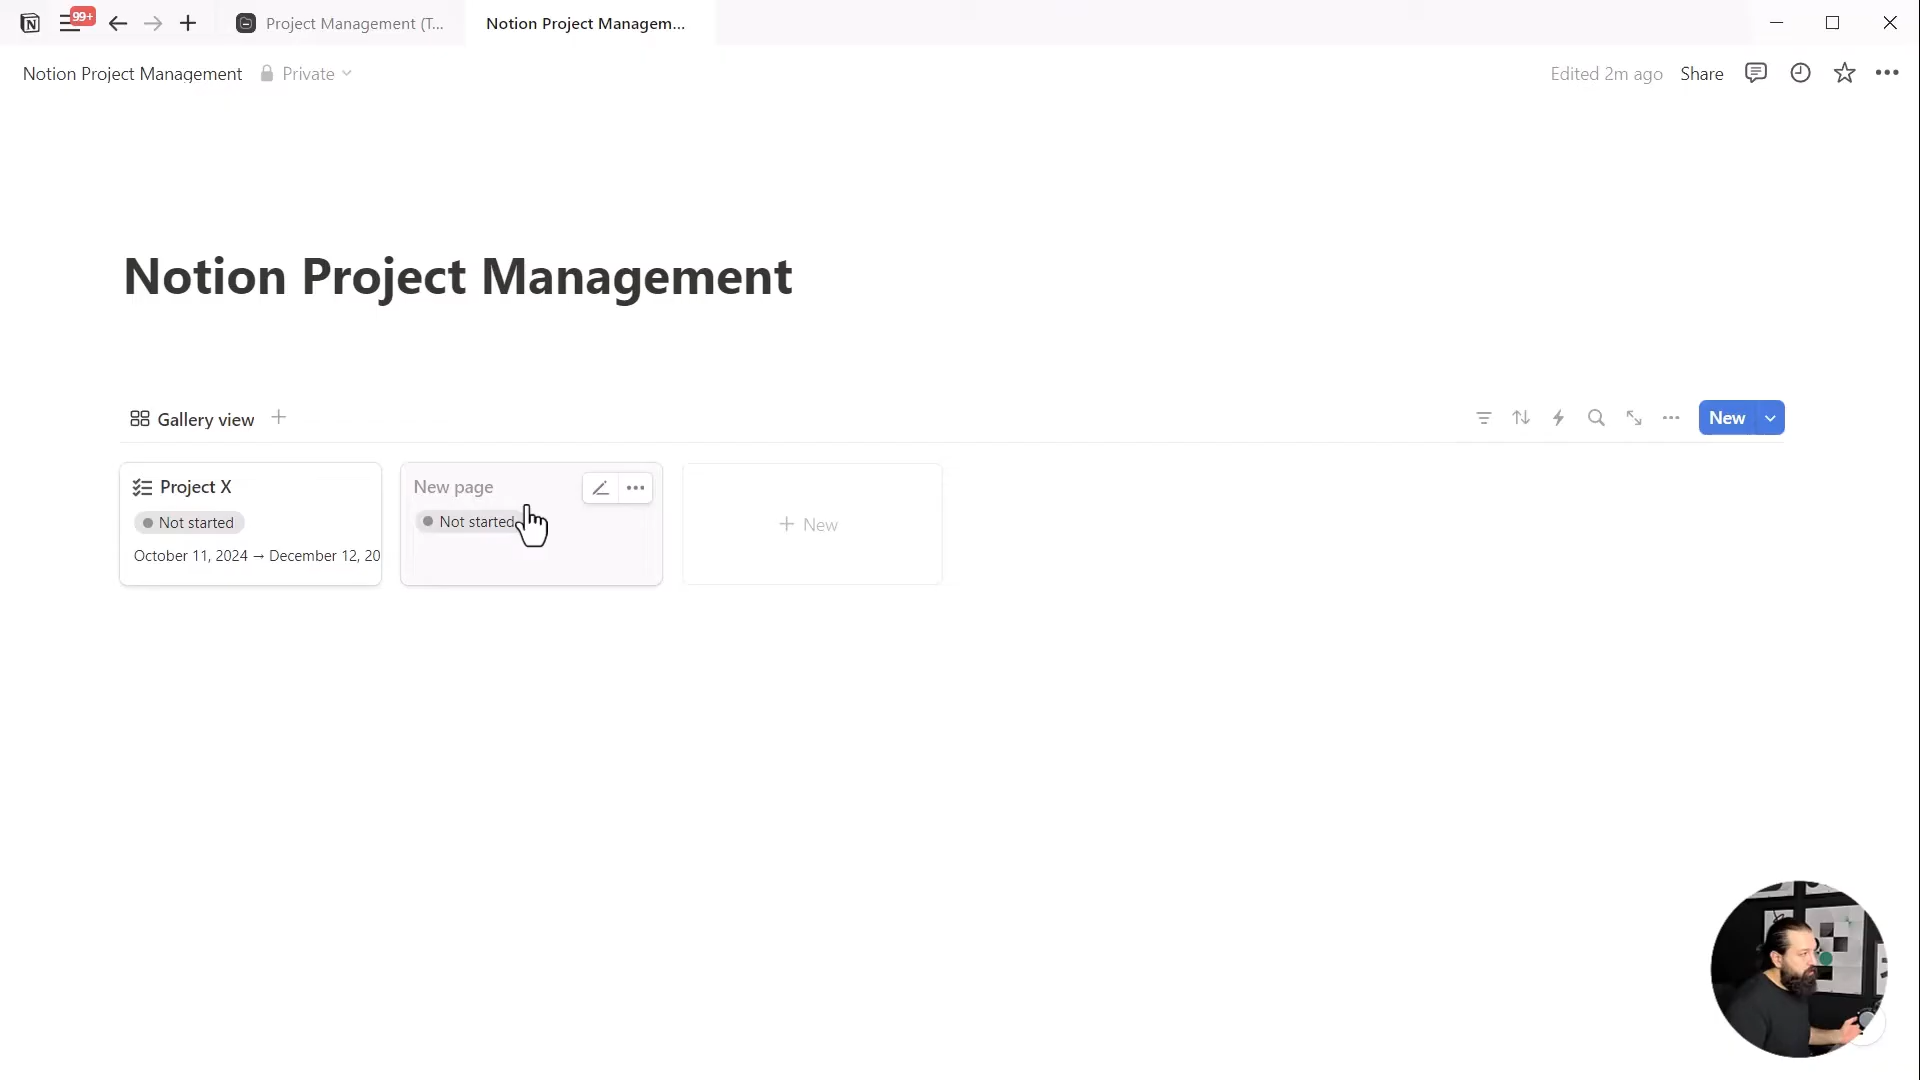 99+
Project Management (T...
Notion Project Managem...
Notion Project Management
Private
Edited 2m ago
Share
Notion Project Management
Gallery view
New
Project X
Not started
October 11, 2024 → December 12, 20
New page
Not started
+ New